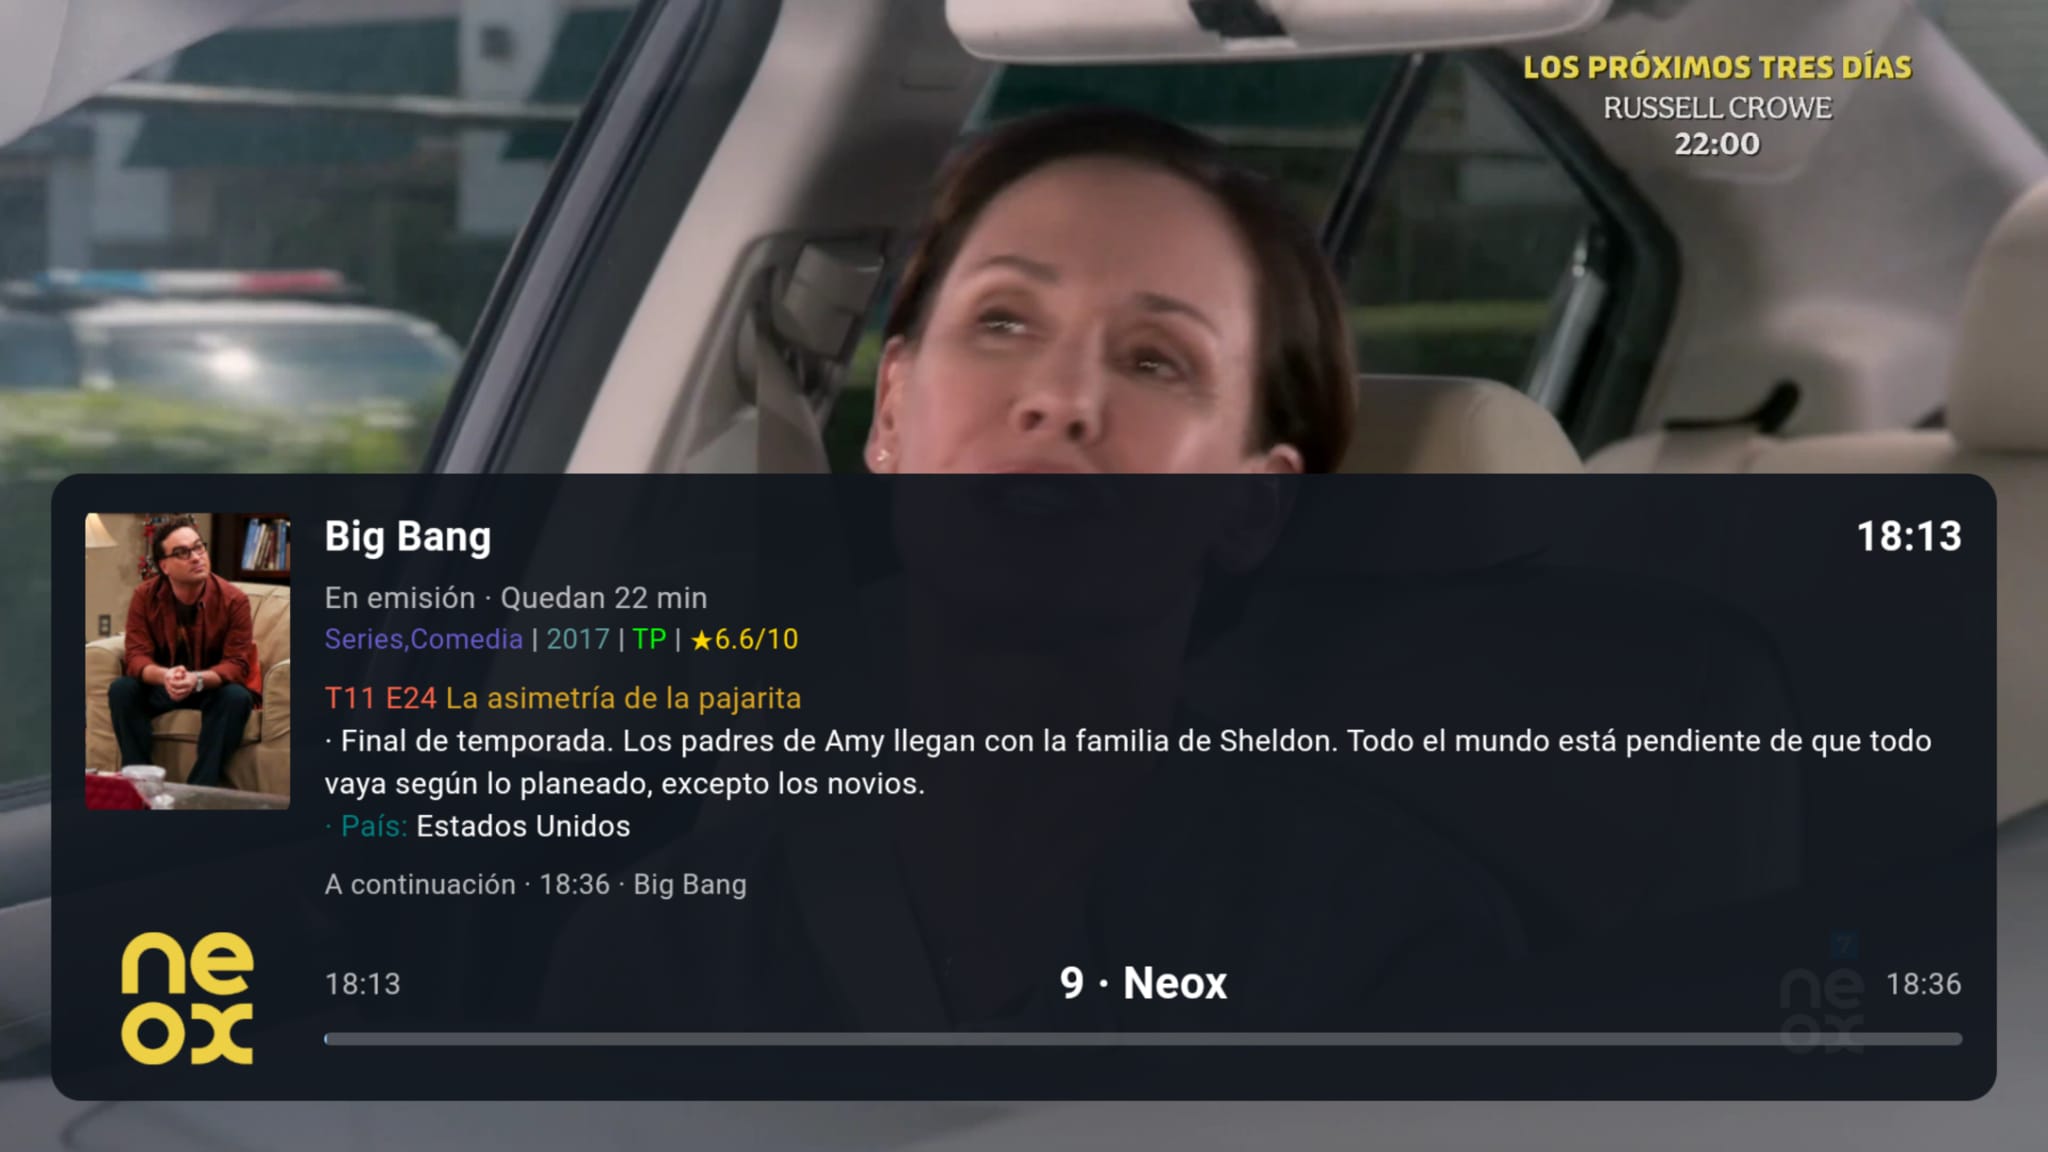 LOS PRÓXIMOS TRES DÍAS
RUSSELL CROWE
22:00
Big Bang
18:13
En emisión · Quedan 22 min
Series,Comedia | 2017 | TP | ★6.6/10
T11 E24 La asimetría de la pajarita
· Final de temporada. Los padres de Amy llegan con la familia de Sheldon. Todo el mundo está pendiente de que todo
vaya según lo planeado, excepto los novios.
· País: Estados Unidos
A continuación · 18:36 · Big Bang
neox
18:13
9 · Neox
7
neox
18:36